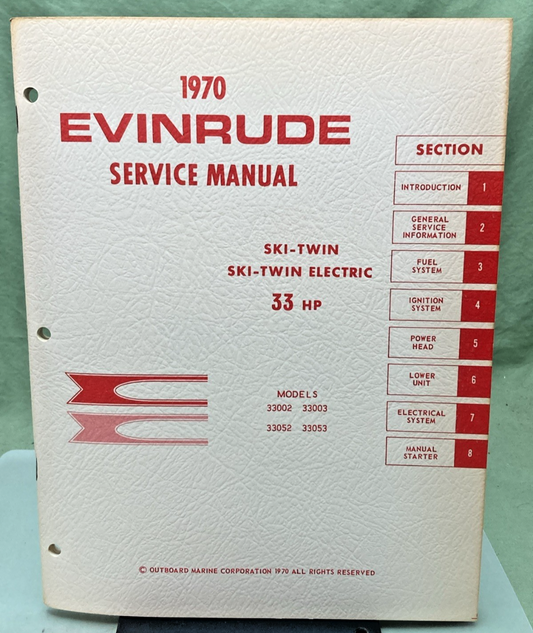 1970
EVINRUDE
SERVICE MANUAL
SKI-TWIN
SKI-TWIN ELECTRIC
33 HP
MODELS
33002 33003
33052 33053
SECTION
INTRODUCTION 1
GENERAL
SERVICE
INFORMATION 2
FUEL
SYSTEM 3
IGNITION
SYSTEM 4
POWER
HEAD 5
LOWER
UNIT 6
ELECTRICAL
SYSTEM 7
MANUAL
STARTER 8
© OUTBOARD MARINE CORPORATION 1970 ALL RIGHTS RESERVED